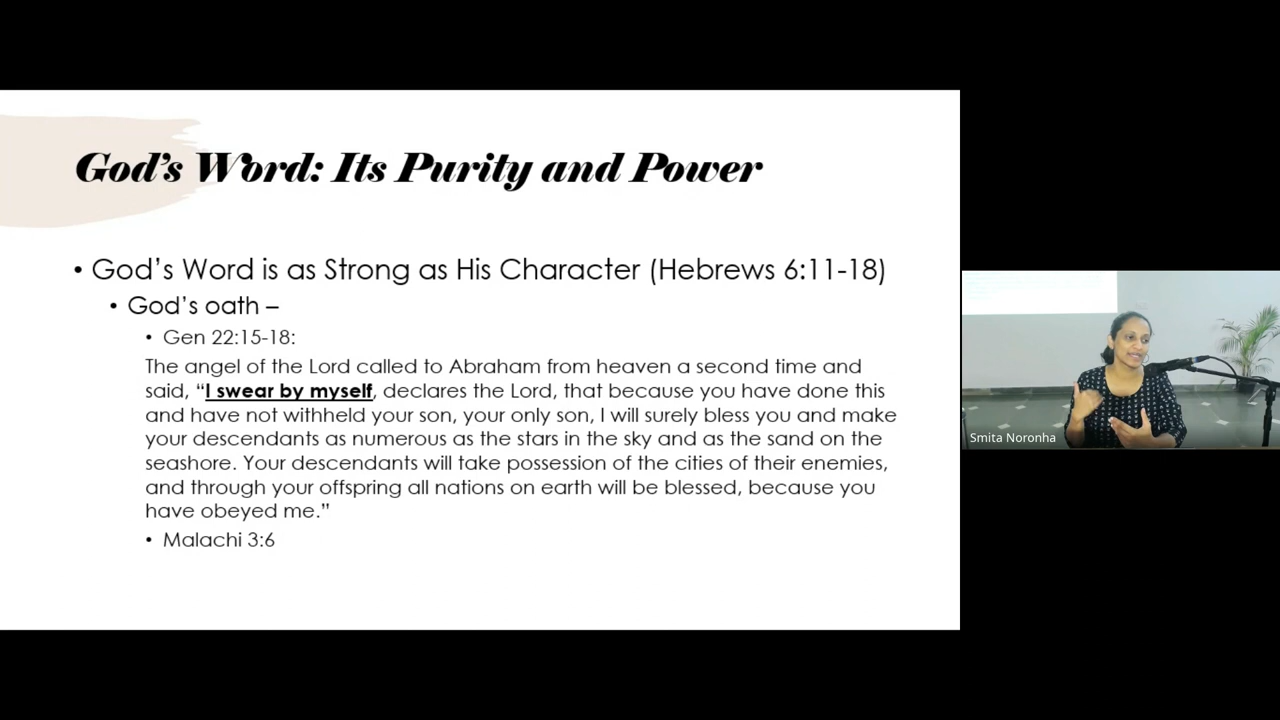 God’s Word: Its Purity and Power
• God’s Word is as Strong as His Character (Hebrews 6:11-18)
• God’s oath –
• Gen 22:15-18:
The angel of the Lord called to Abraham from heaven a second time and
said, “I swear by myself, declares the Lord, that because you have done this
and have not withheld your son, your only son, I will surely bless you and make
your descendants as numerous as the stars in the sky and as the sand on the
seashore. Your descendants will take possession of the cities of their enemies,
and through your offspring all nations on earth will be blessed, because you
have obeyed me.”
• Malachi 3:6
Smita Noronha